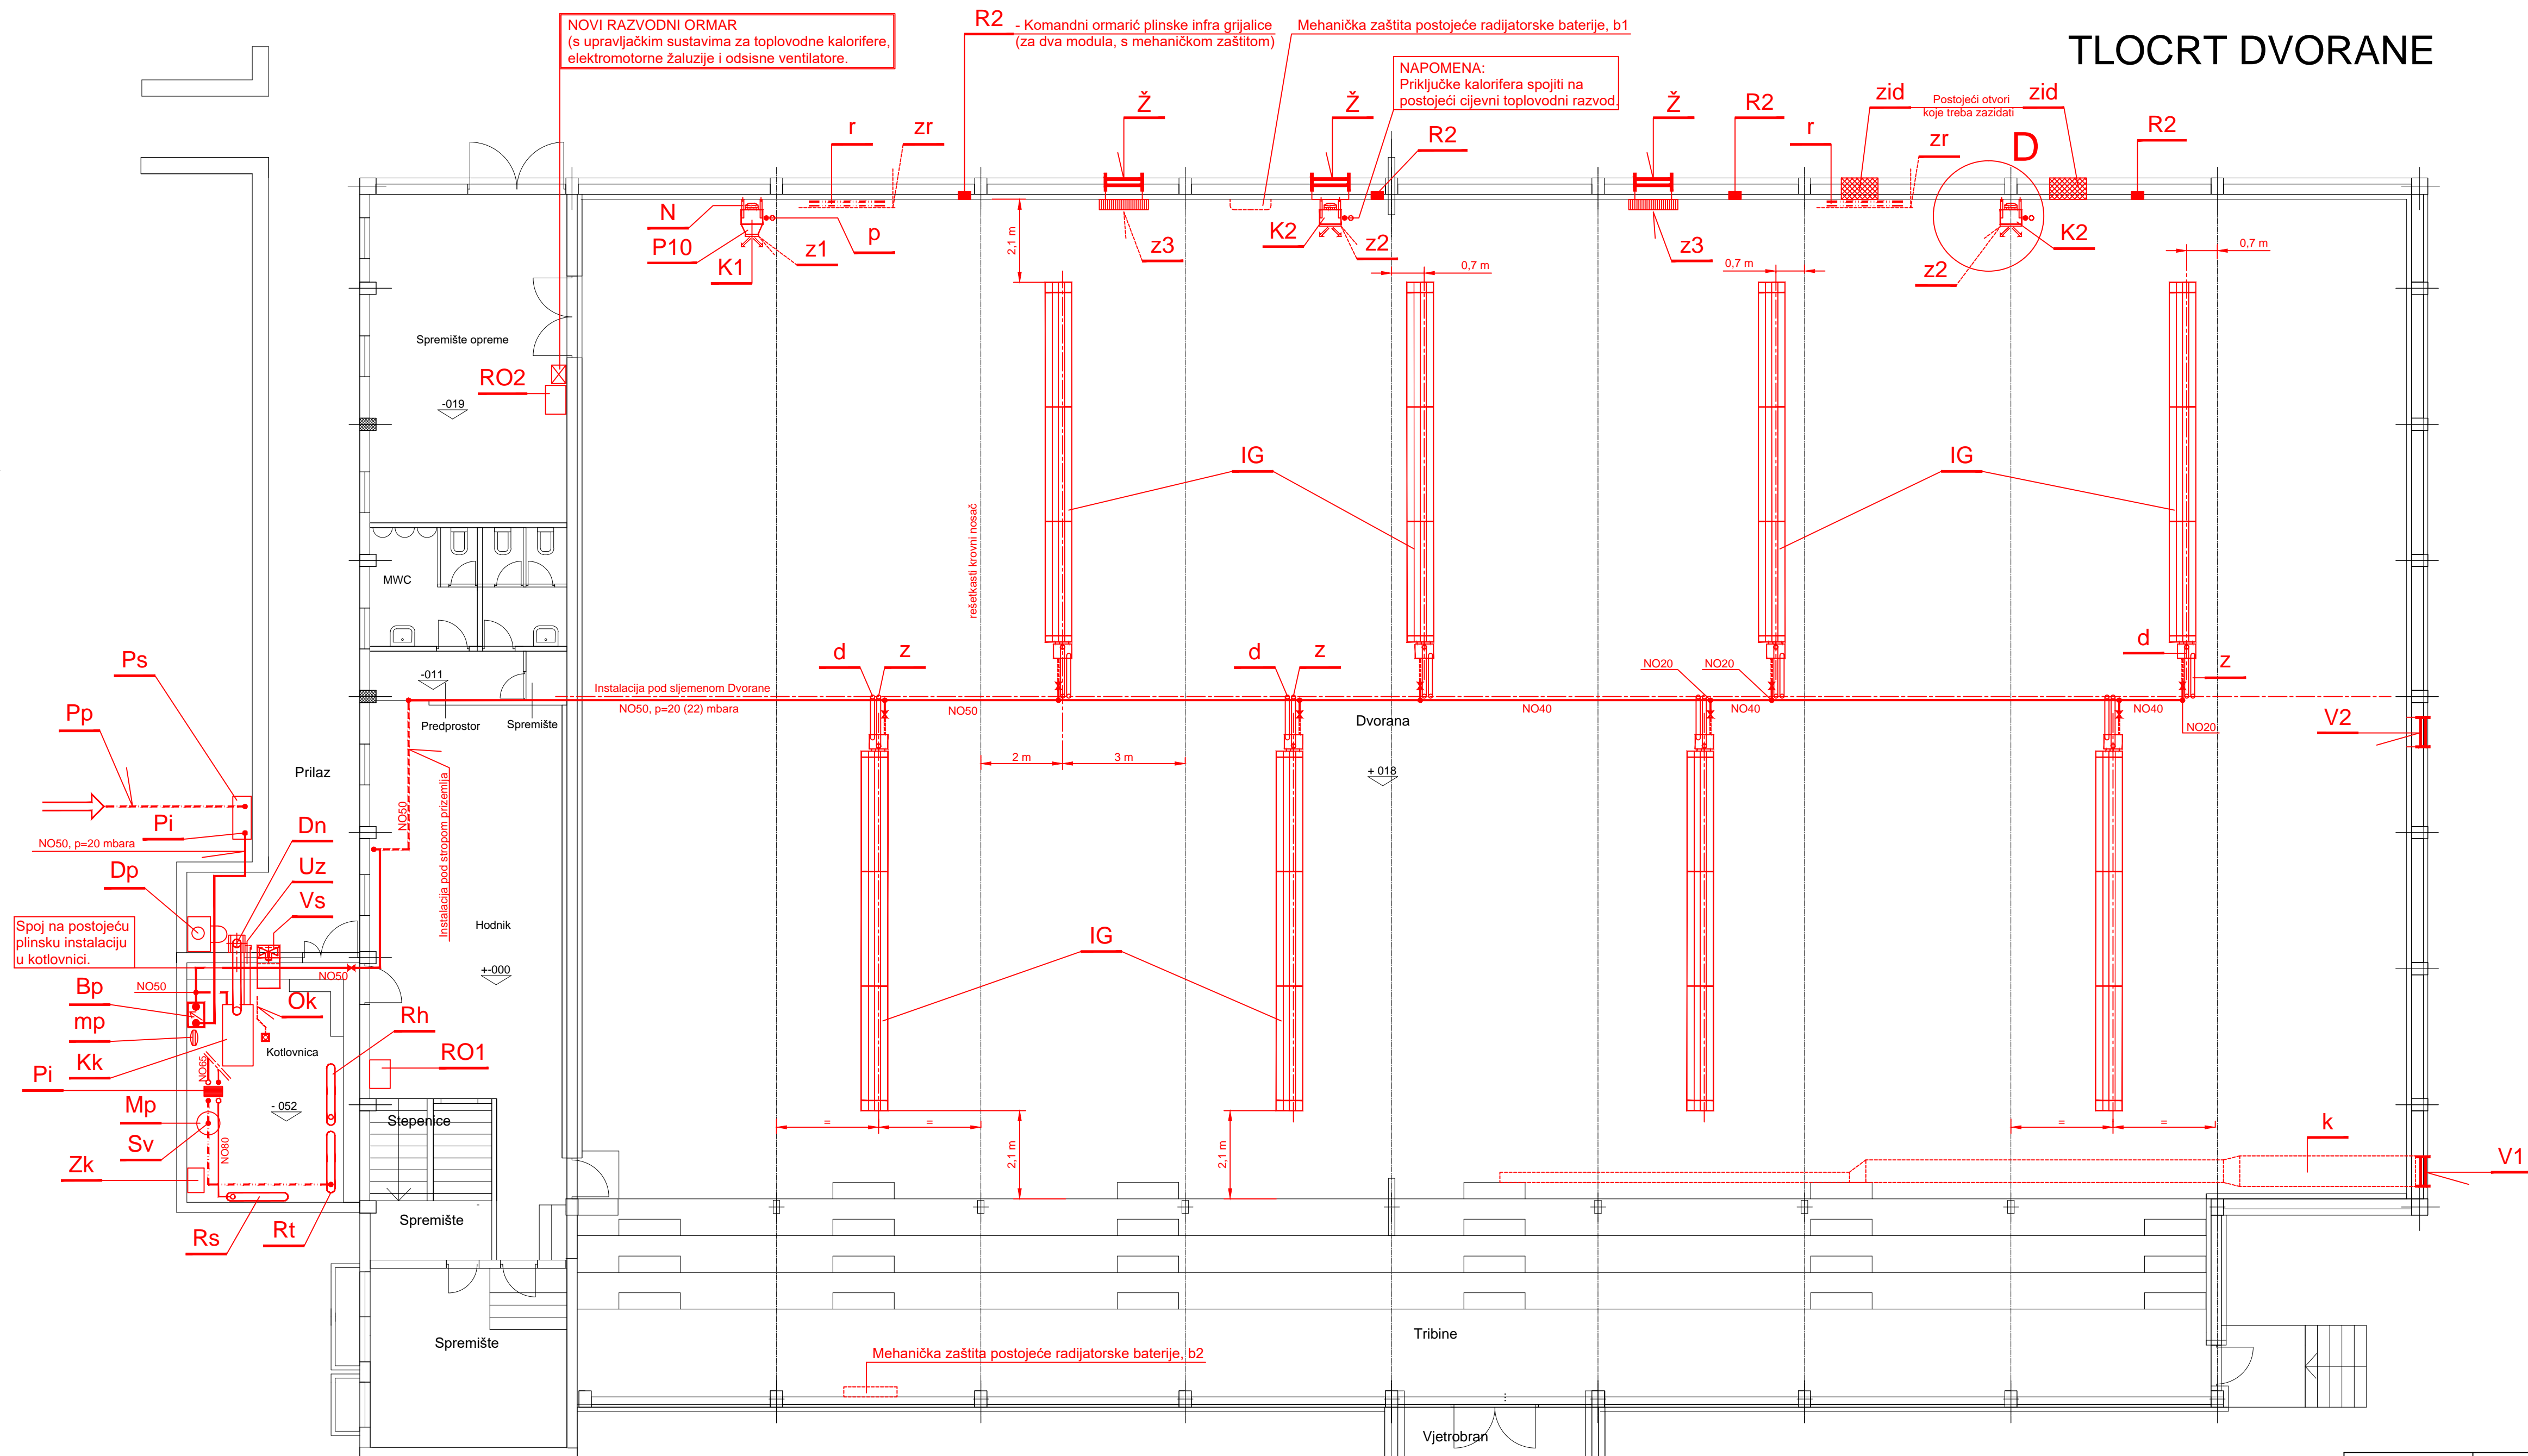 TLOCRT DVORANE
NOVI RAZVODNI ORMAR
(s upravljačkim sustavima za toplovodne kalorifere,
elektromotorne žaluzije i odsisne ventilatore.
R2 - Komandni ormarić plinske infra grijalice
(za dva modula, s mehaničkom zaštitom)
Mehanička zaštita postojeće radijatorske baterije, b1
NAPOMENA:
Priključke kalorifera spojiti na
postojeći cijevni toplovodni razvod.
Ž
Ž
Ž
R2
zid
Postojeći otvori
koje treba zazidati
zid
r
zr
R2
r
zr
D
R2
N
P10
K1
z1
p
2,1 m
z3
K2
z2
z3
z2
K2
0,7 m
0,7 m
0,7 m
Spremište opreme
RO2
-019
IG
IG
rešetkasti krovni nosač
MWC
Ps
-011
d
z
d
z
NO20
NO20
d
z
Instalacija pod sljemenom Dvorane
NO50, p=20 (22) mbara
NO50
NO40
NO40
NO40
NO20
Predprostor
Spremište
Dvorana
+ 018
V2
Pp
Prilaz
2 m
3 m
NO50
Instalacija pod stropom prizemlja
Pi
NO50, p=20 mbara
Dn
Dp
Uz
Vs
Spoj na postojeću
plinsku instalaciju
u kotlovnici.
Hodnik
+-000
IG
NO50
NO50
Bp
Ok
mp
Rh
Kotlovnica
RO1
Kk
NO65
Pi
Mp
- 052
Stepenice
Sv
NO80
Zk
=
=
2,1 m
2,1 m
=
=
k
V1
Rs
Rt
Spremište
Spremište
Tribine
Mehanička zaštita postojeće radijatorske baterije, b2
Vjetrobran